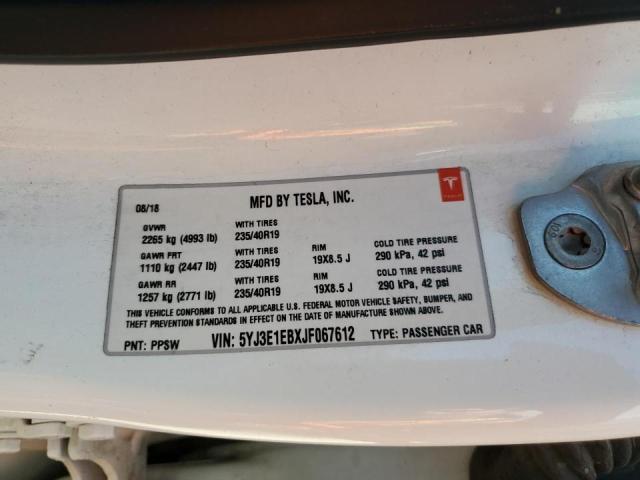 MFD BY TESLA, INC.
08/18
TESLA
GVWR WITH TIRES
2265 kg (4993 lb) 235/40R19
GAWR FRT WITH TIRES RIM COLD TIRE PRESSURE
1110 kg (2447 lb) 235/40R19 19X8.5 J 290 kPa, 42 psi
GAWR RR WITH TIRES RIM COLD TIRE PRESSURE
1257 kg (2771 lb) 235/40R19 19X8.5 J 290 kPa, 42 psi
THIS VEHICLE CONFORMS TO ALL APPLICABLE U.S. FEDERAL MOTOR VEHICLE SAFETY, BUMPER, AND
THEFT PREVENTION STANDARDS IN EFFECT ON THE DATE OF MANUFACTURE SHOWN ABOVE.
PNT: PPSW VIN: 5YJ3E1EBXJF067612 TYPE: PASSENGER CAR